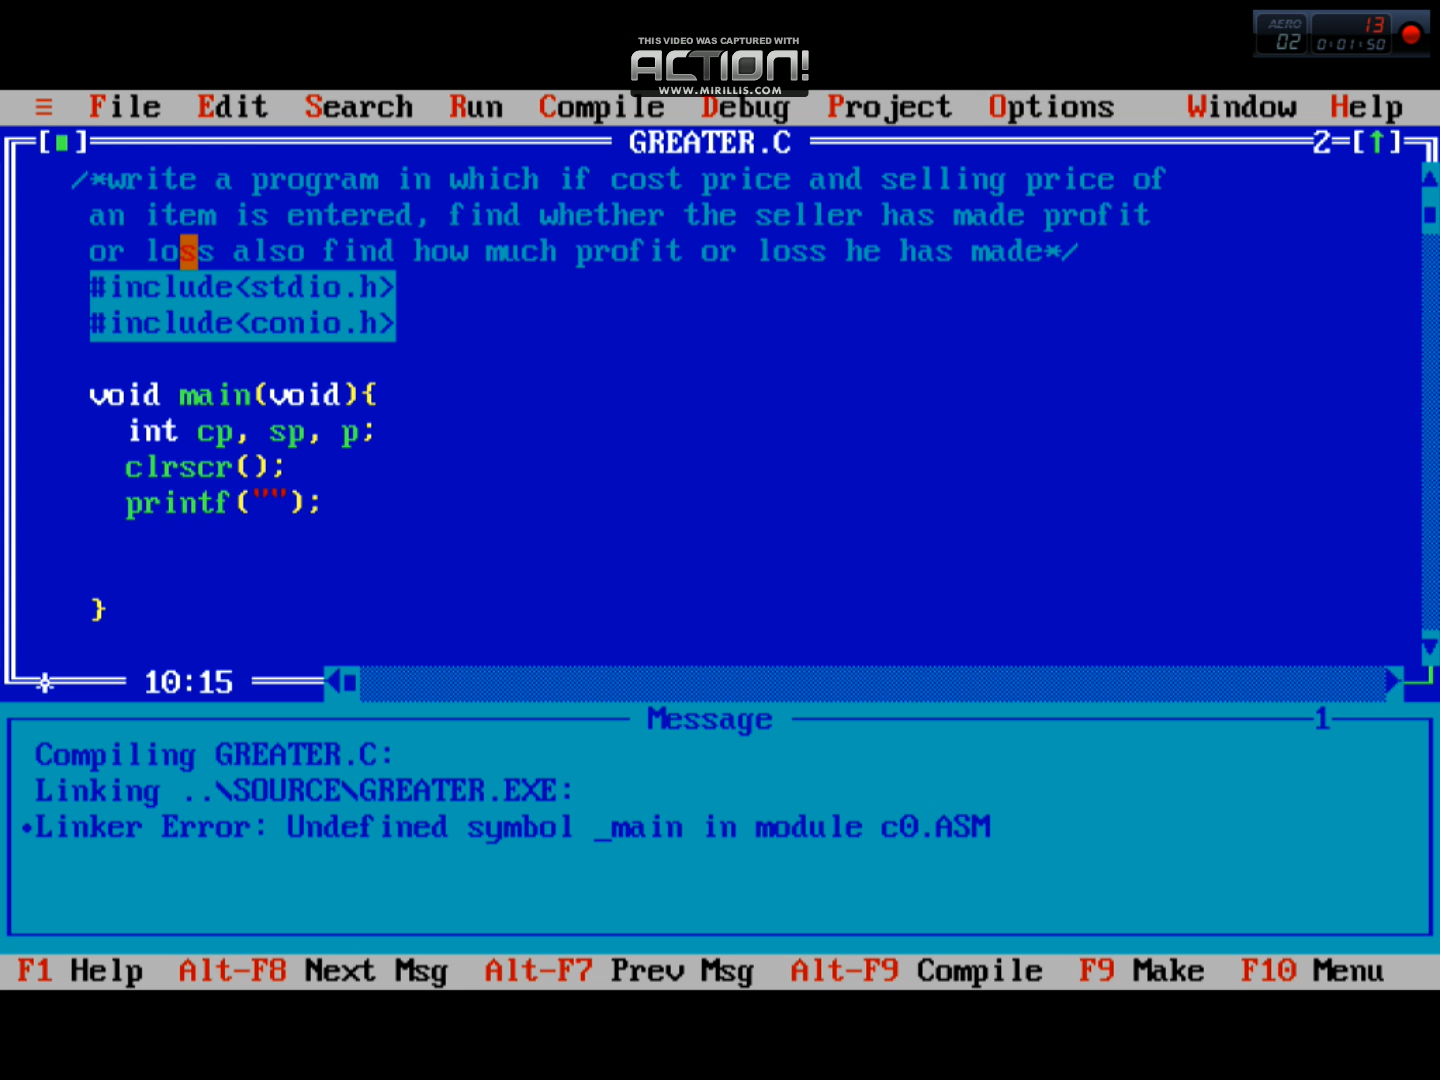 AERO 13
02 0:01:50
THIS VIDEO WAS CAPTURED WITH
ACTION!
WWW.MIRILLIS.COM
≡ File Edit Search Run Compile Debug Project Options Window Help
[■] GREATER.C 2=[↑]
/*write a program in which if cost price and selling price of
an item is entered, find whether the seller has made profit
or loss also find how much profit or loss he has made*/
#include<stdio.h>
#include<conio.h>
void main(void){
int cp, sp, p;
clrscr();
printf("");
}
10:15
Message 1
Compiling GREATER.C:
Linking ..\SOURCE\GREATER.EXE:
•Linker Error: Undefined symbol _main in module c0.ASM
F1 Help Alt-F8 Next Msg Alt-F7 Prev Msg Alt-F9 Compile F9 Make F10 Menu